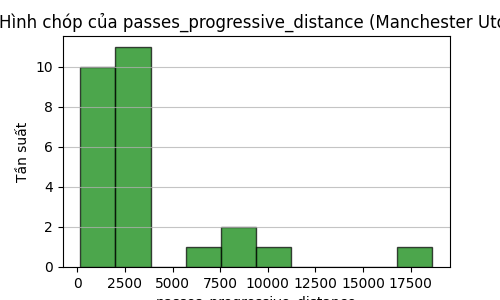 Hình chóp của passes_progressive_distance (Manchester Utd
Tần suất
10
8
6
4
2
0
0 2500 5000 7500 10000 12500 15000 17500
passes_progressive_distance